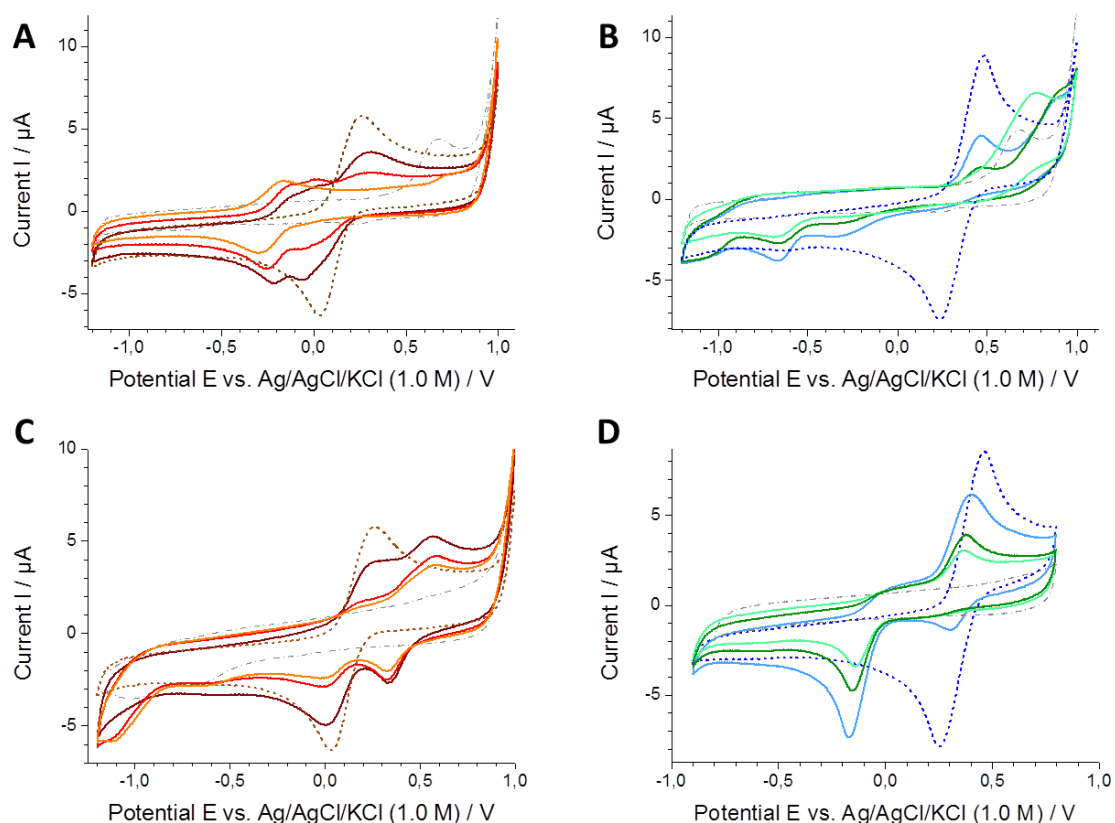 A
10
5
0
-5
Current I / µA
-1,0 -0,5 0,0 0,5 1,0
Potential E vs. Ag/AgCl/KCl (1.0 M) / V
B
10
5
0
-5
Current I / µA
-1,0 -0,5 0,0 0,5 1,0
Potential E vs. Ag/AgCl/KCl (1.0 M) / V
C
10
5
0
-5
Current I / µA
-1,0 -0,5 0,0 0,5 1,0
Potential E vs. Ag/AgCl/KCl (1.0 M) / V
D
5
0
-5
Current I / µA
-1,0 -0,5 0,0 0,5 1,0
Potential E vs. Ag/AgCl/KCl (1.0 M) / V